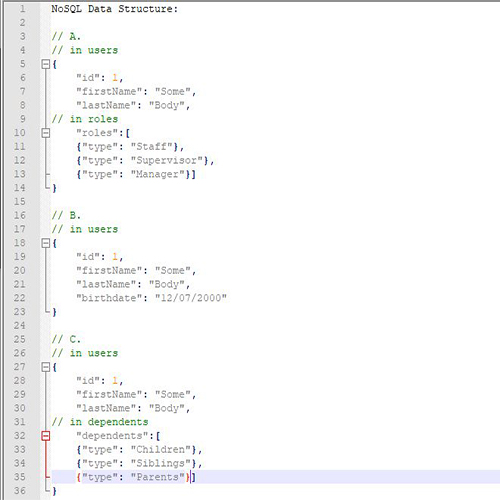 1 NoSQL Data Structure:
2
3 // A.
4 // in users
5 {
6 "id": 1,
7 "firstName": "Some",
8 "lastName": "Body",
9 // in roles
10 "roles":[
11 {"type": "Staff"},
12 {"type": "Supervisor"},
13 {"type": "Manager"}]
14 }
15
16 // B.
17 // in users
18 {
19 "id": 1,
20 "firstName": "Some",
21 "lastName": "Body",
22 "birthdate": "12/07/2000"
23 }
24
25 // C.
26 // in users
27 {
28 "id": 1,
29 "firstName": "Some",
30 "lastName": "Body",
31 // in dependents
32 "dependents":[
33 {"type": "Children"},
34 {"type": "Siblings"},
35 {"type": "Parents"}]
36 }